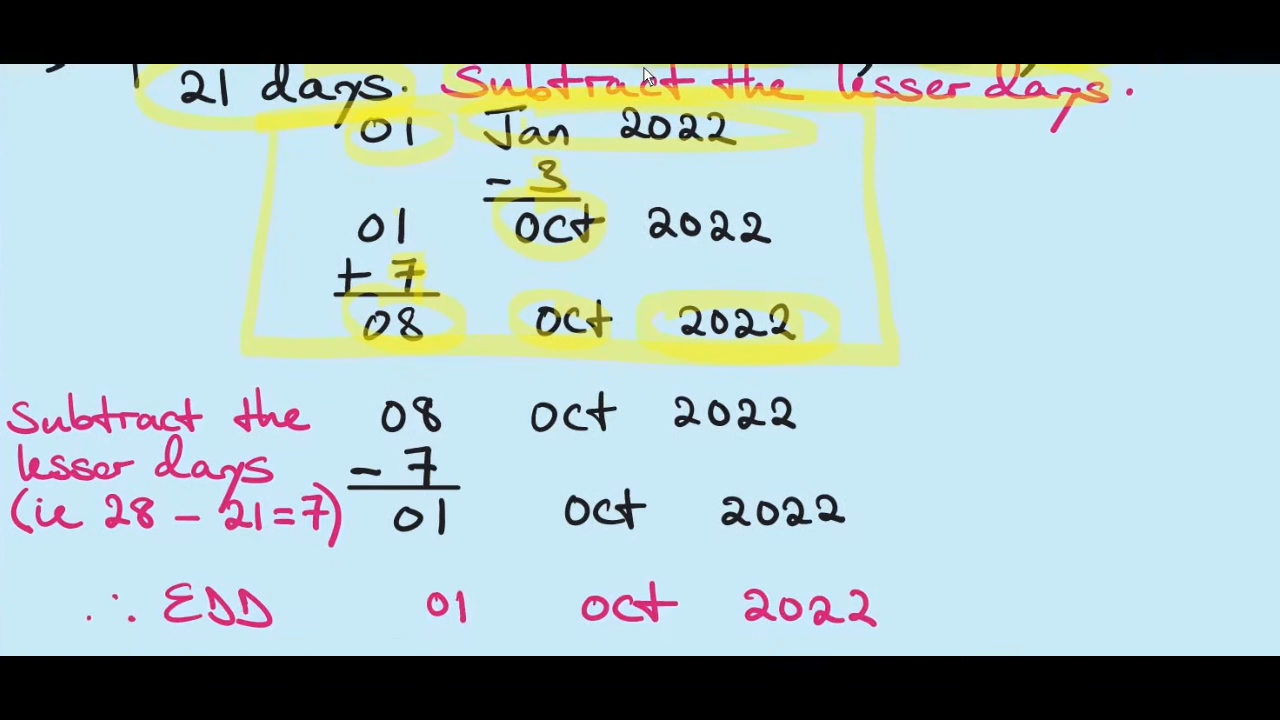 21 days. Subtract the lesser days.
01 Jan 2022
- 3
01 Oct 2022
+ 7
08 Oct 2022
Subtract the 08 Oct 2022
lesser days - 7
(ie 28 - 21 = 7) 01 Oct 2022
∴ EDD 01 Oct 2022